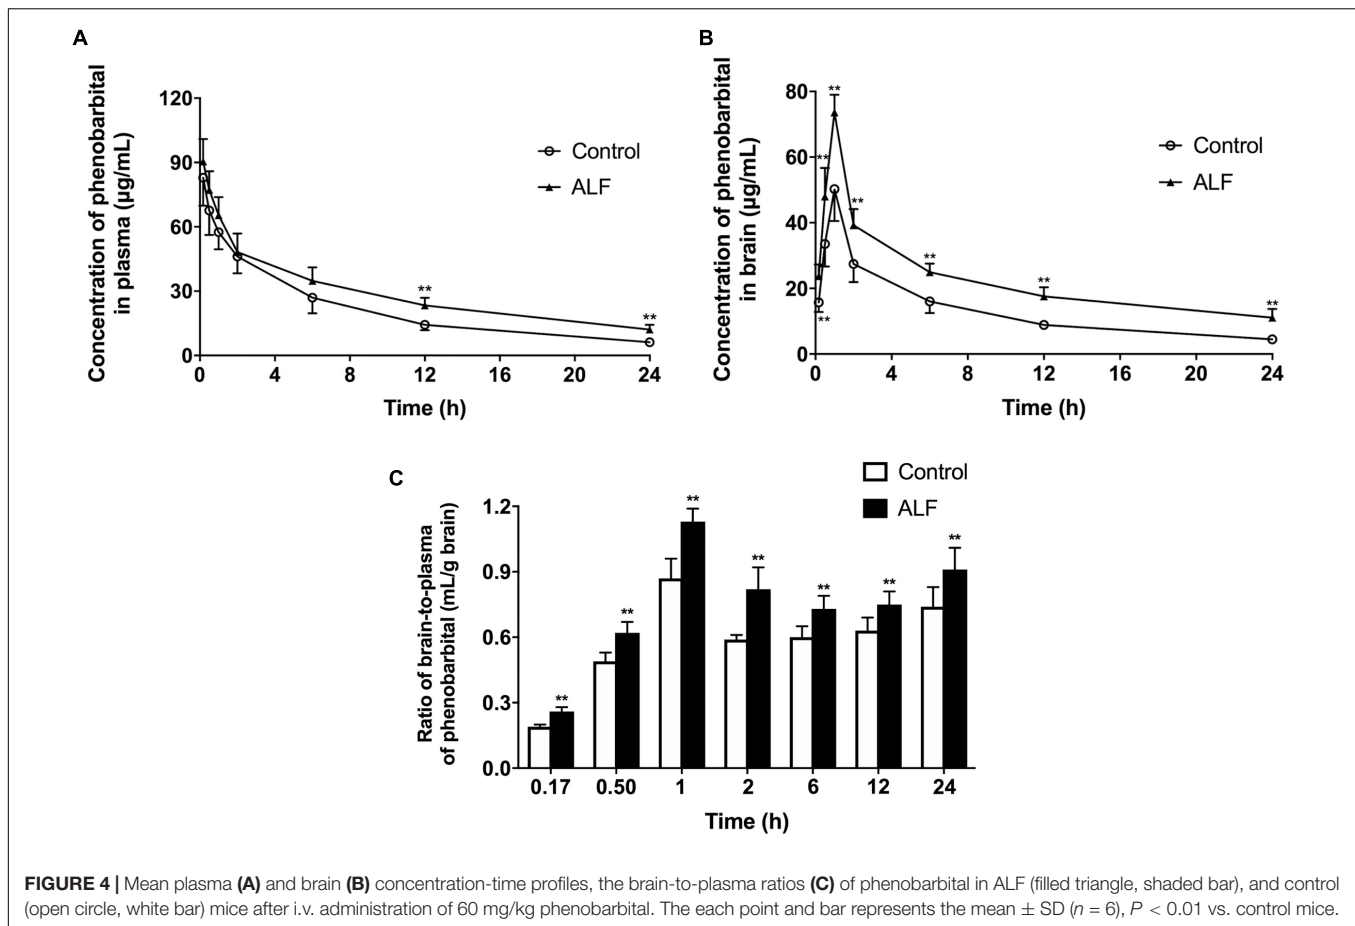 A
Concentration of phenobarbital
in plasma (µg/mL)
120
90
60
30
0
**
**
Control
ALF
0 4 8 12 16 20 24
Time (h)
B
Concentration of phenobarbital
in brain (µg/mL)
80
60
40
20
0
**
**
**
**
**
**
**
Control
ALF
0 4 8 12 16 20 24
Time (h)
C
Ratio of brain-to-plasma
of phenobarbital (mL/g brain)
Control
ALF
1.2
0.9
0.6
0.3
0.0
**
**
**
**
**
**
**
0.17 0.50 1 2 6 12 24
Time (h)
FIGURE 4 | Mean plasma (A) and brain (B) concentration-time profiles, the brain-to-plasma ratios (C) of phenobarbital in ALF (filled triangle, shaded bar), and control
(open circle, white bar) mice after i.v. administration of 60 mg/kg phenobarbital. The each point and bar represents the mean ± SD (n = 6), P < 0.01 vs. control mice.